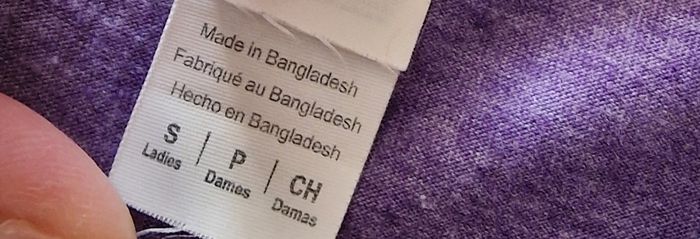 Made in Bangladesh
Fabriqué au Bangladesh
Hecho en Bangladesh
S | P | CH
Ladies Dames Damas